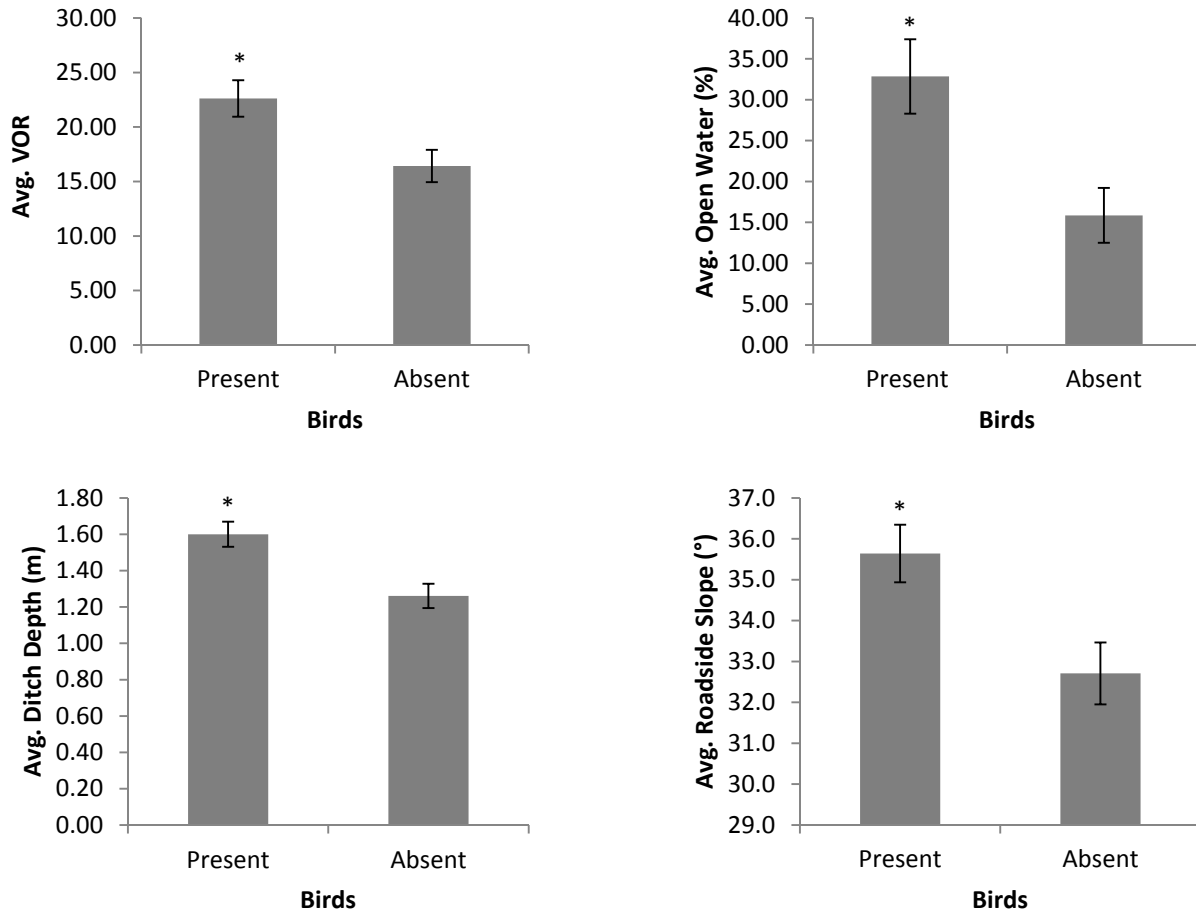 Avg. VOR
30.00
25.00
20.00
15.00
10.00
5.00
0.00
*
Present
Absent
Birds
Avg. Open Water (%)
40.00
35.00
30.00
25.00
20.00
15.00
10.00
5.00
0.00
*
Present
Absent
Birds
Avg. Ditch Depth (m)
1.80
1.60
1.40
1.20
1.00
0.80
0.60
0.40
0.20
0.00
*
Present
Absent
Birds
Avg. Roadside Slope (°)
37.0
36.0
35.0
34.0
33.0
32.0
31.0
30.0
29.0
*
Present
Absent
Birds